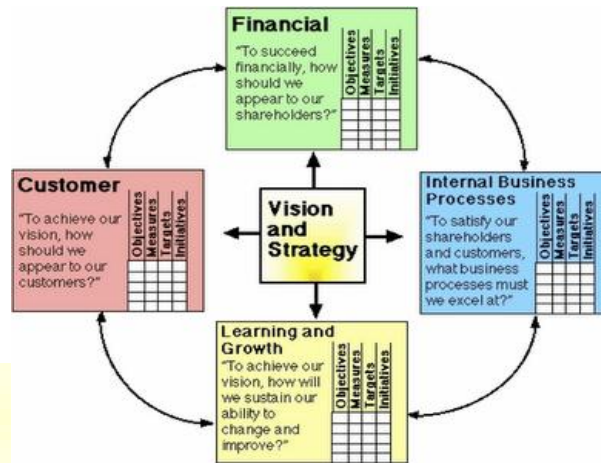 Financial
“To succeed
financially, how
should we
appear to our
shareholders?”
Objectives
Measures
Targets
Initiatives
Customer
“To achieve our
vision, how
should we
appear to our
customers?”
Objectives
Measures
Targets
Initiatives
Vision
and
Strategy
Internal Business
Processes
“To satisfy our
shareholders
and customers,
what business
processes must
we excel at?”
Objectives
Measures
Targets
Initiatives
Learning and
Growth
“To achieve our
vision, how will
we sustain our
ability to
change and
improve?”
Objectives
Measures
Targets
Initiatives